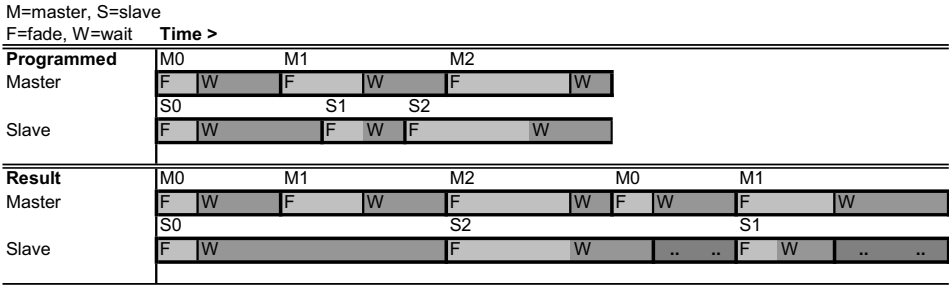 M=master, S=slave
F=fade, W=wait Time >
Programmed M0 M1 M2
Master F W F W F W
S0 S1 S2
Slave F W F W F W
Result M0 M1 M2 M0 M1
Master F W F W F W F W F W
S0 S2 S1
Slave F W F W .. .. F W .. ..